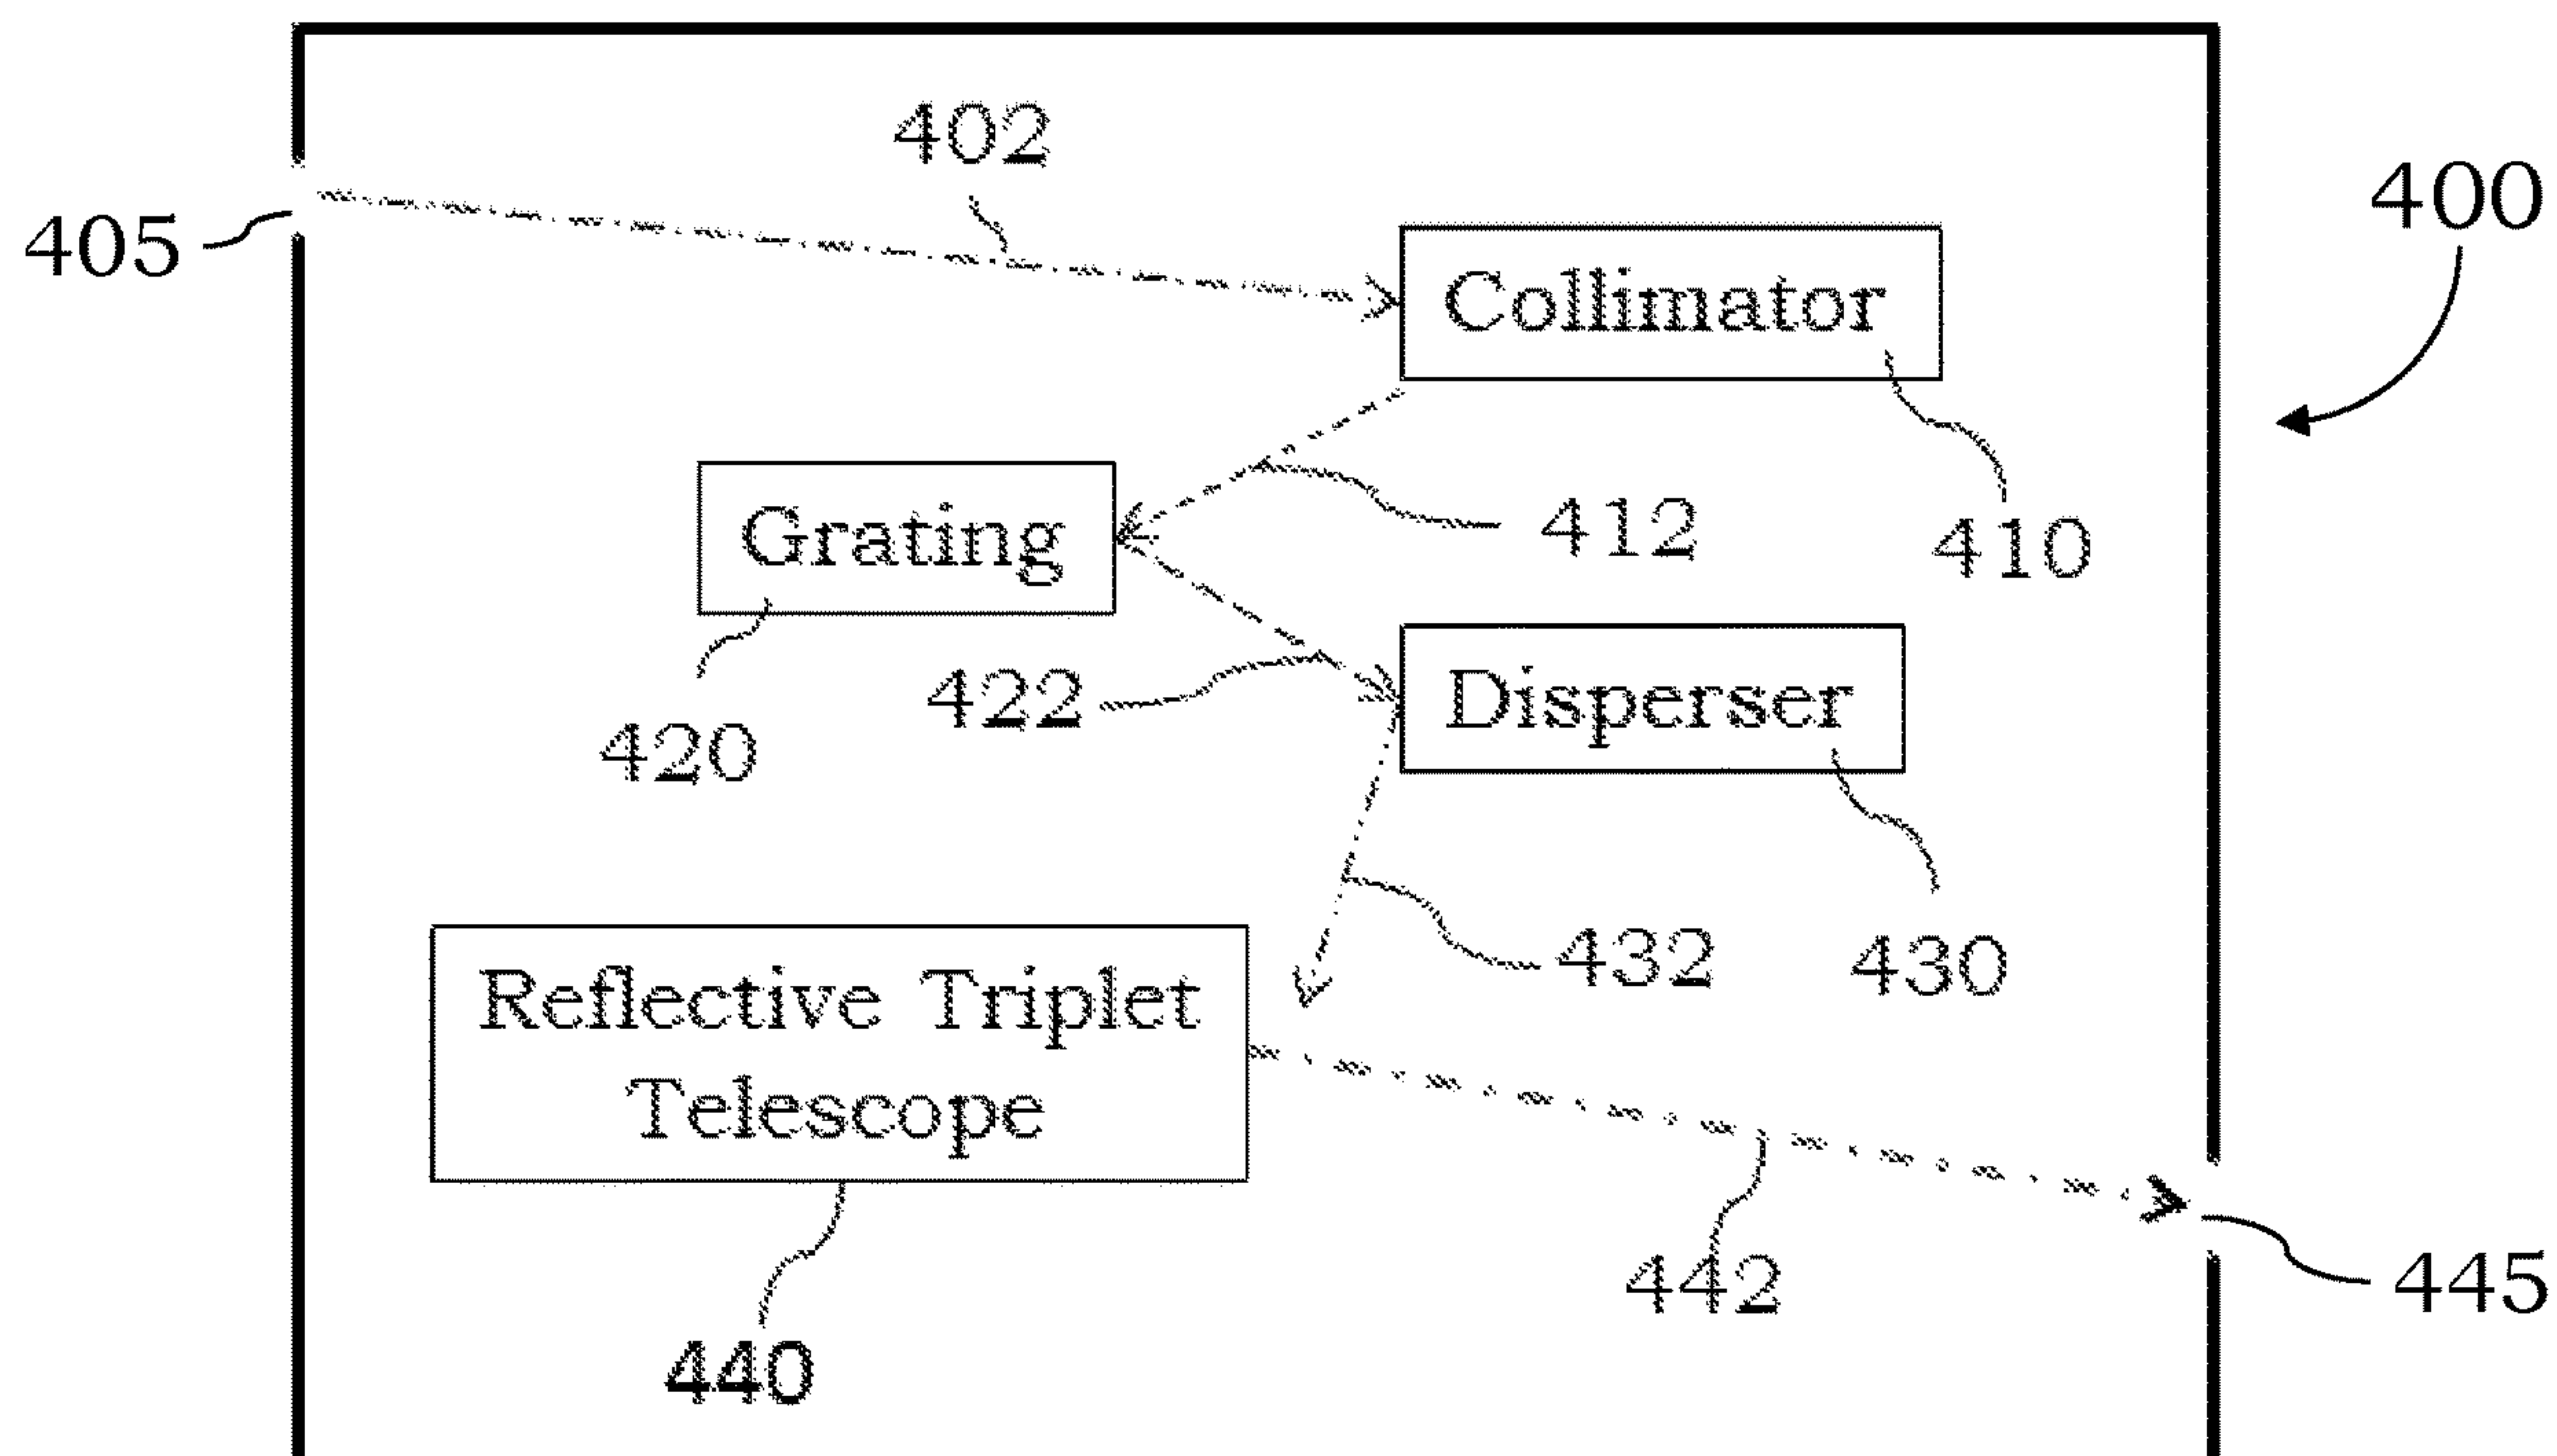 402
400
405
Collimator
412
410
Grating
422
Disperser
420
432
430
Reflective Triplet
Telescope
442
445
440